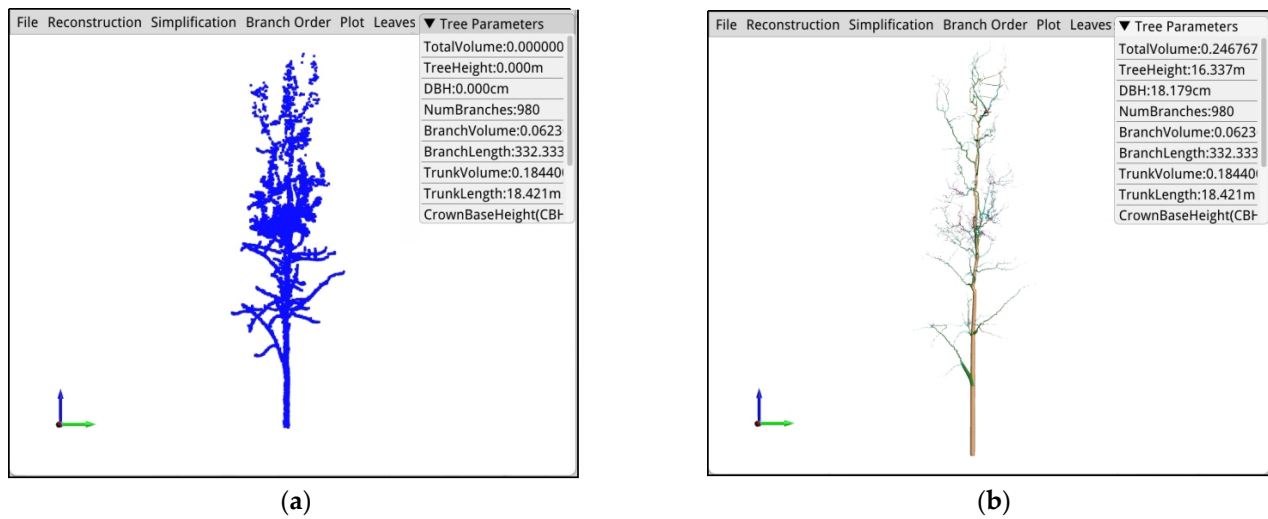 File Reconstruction Simplification Branch Order Plot Leaves
▼ Tree Parameters
TotalVolume:0.000000
TreeHeight:0.000m
DBH:0.000cm
NumBranches:980
BranchVolume:0.0623
BranchLength:332.333
TrunkVolume:0.18440
TrunkLength:18.421m
CrownBaseHeight(CBH
(a)
File Reconstruction Simplification Branch Order Plot Leaves
▼ Tree Parameters
TotalVolume:0.246767
TreeHeight:16.337m
DBH:18.179cm
NumBranches:980
BranchVolume:0.0623
BranchLength:332.333
TrunkVolume:0.18440
TrunkLength:18.421m
CrownBaseHeight(CBH
(b)